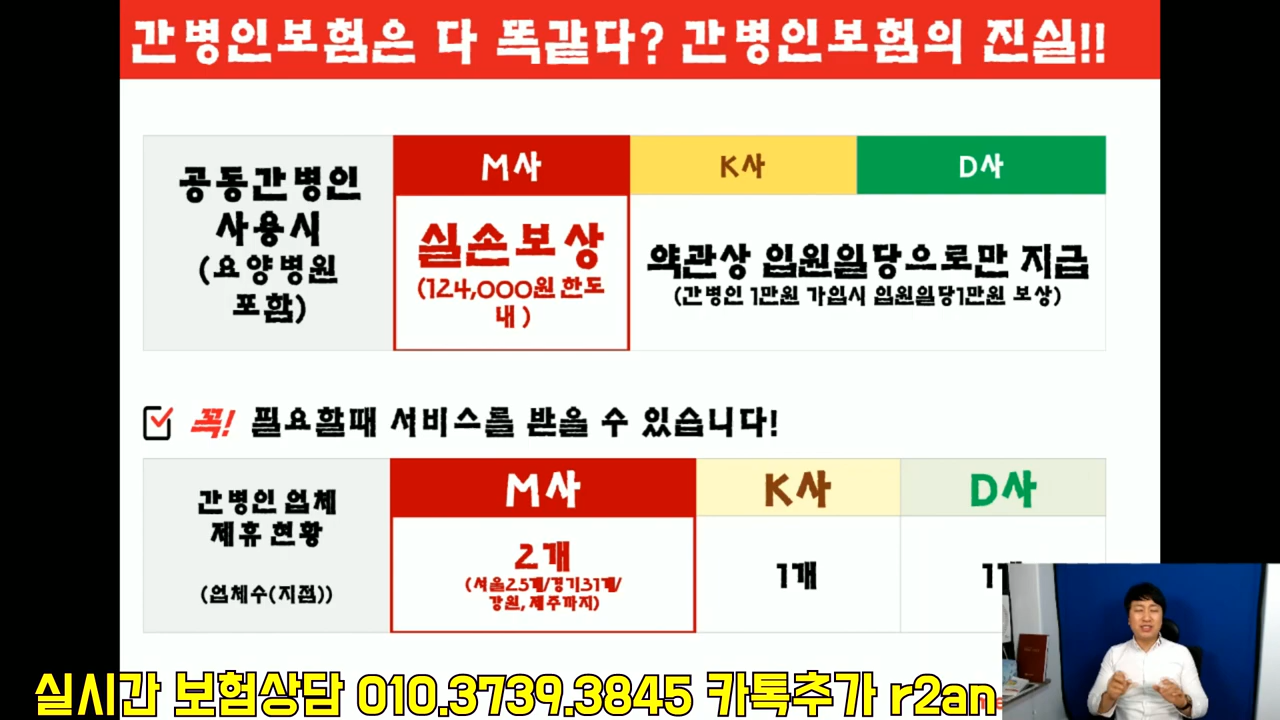 간병인보험은 다 똑같다? 간병인보험의 진실!!
공동간병인
사용시
(요양병원
포함)
M사
K사
D사
실손보상
(124,000원 한도
내)
약관상 입원일당으로만 지급
(간병인 1만원 가입시 입원일당1만원 보상)
꼭! 필요할때 서비스를 받을 수 있습니다!
간병인 업체
제휴 현황
(업체수(지점))
M사
K사
D사
2개
(서울25개/경기31개/
강원, 제주까지)
1개
1개
실시간 보험상담 010.3739.3845 카톡추가 r2an